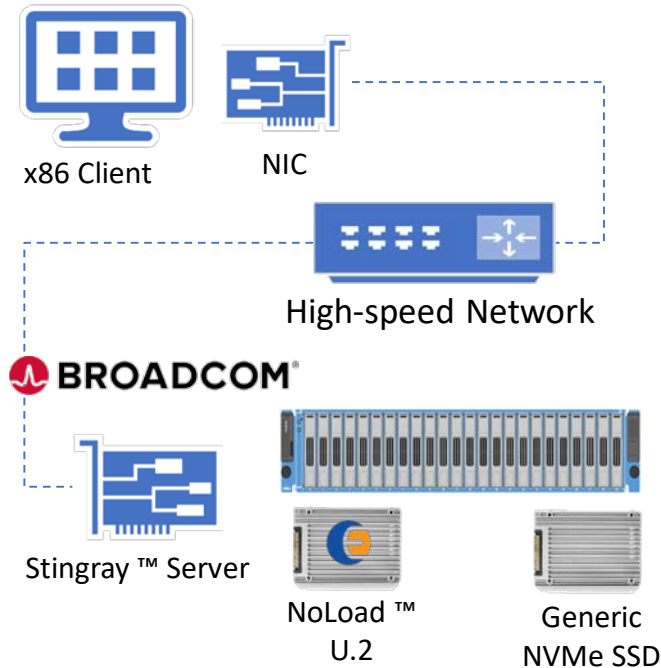 x86 Client
NIC
High-speed Network
BROADCOM®
Stingray ™ Server
NoLoad ™
U.2
Generic
NVMe SSD